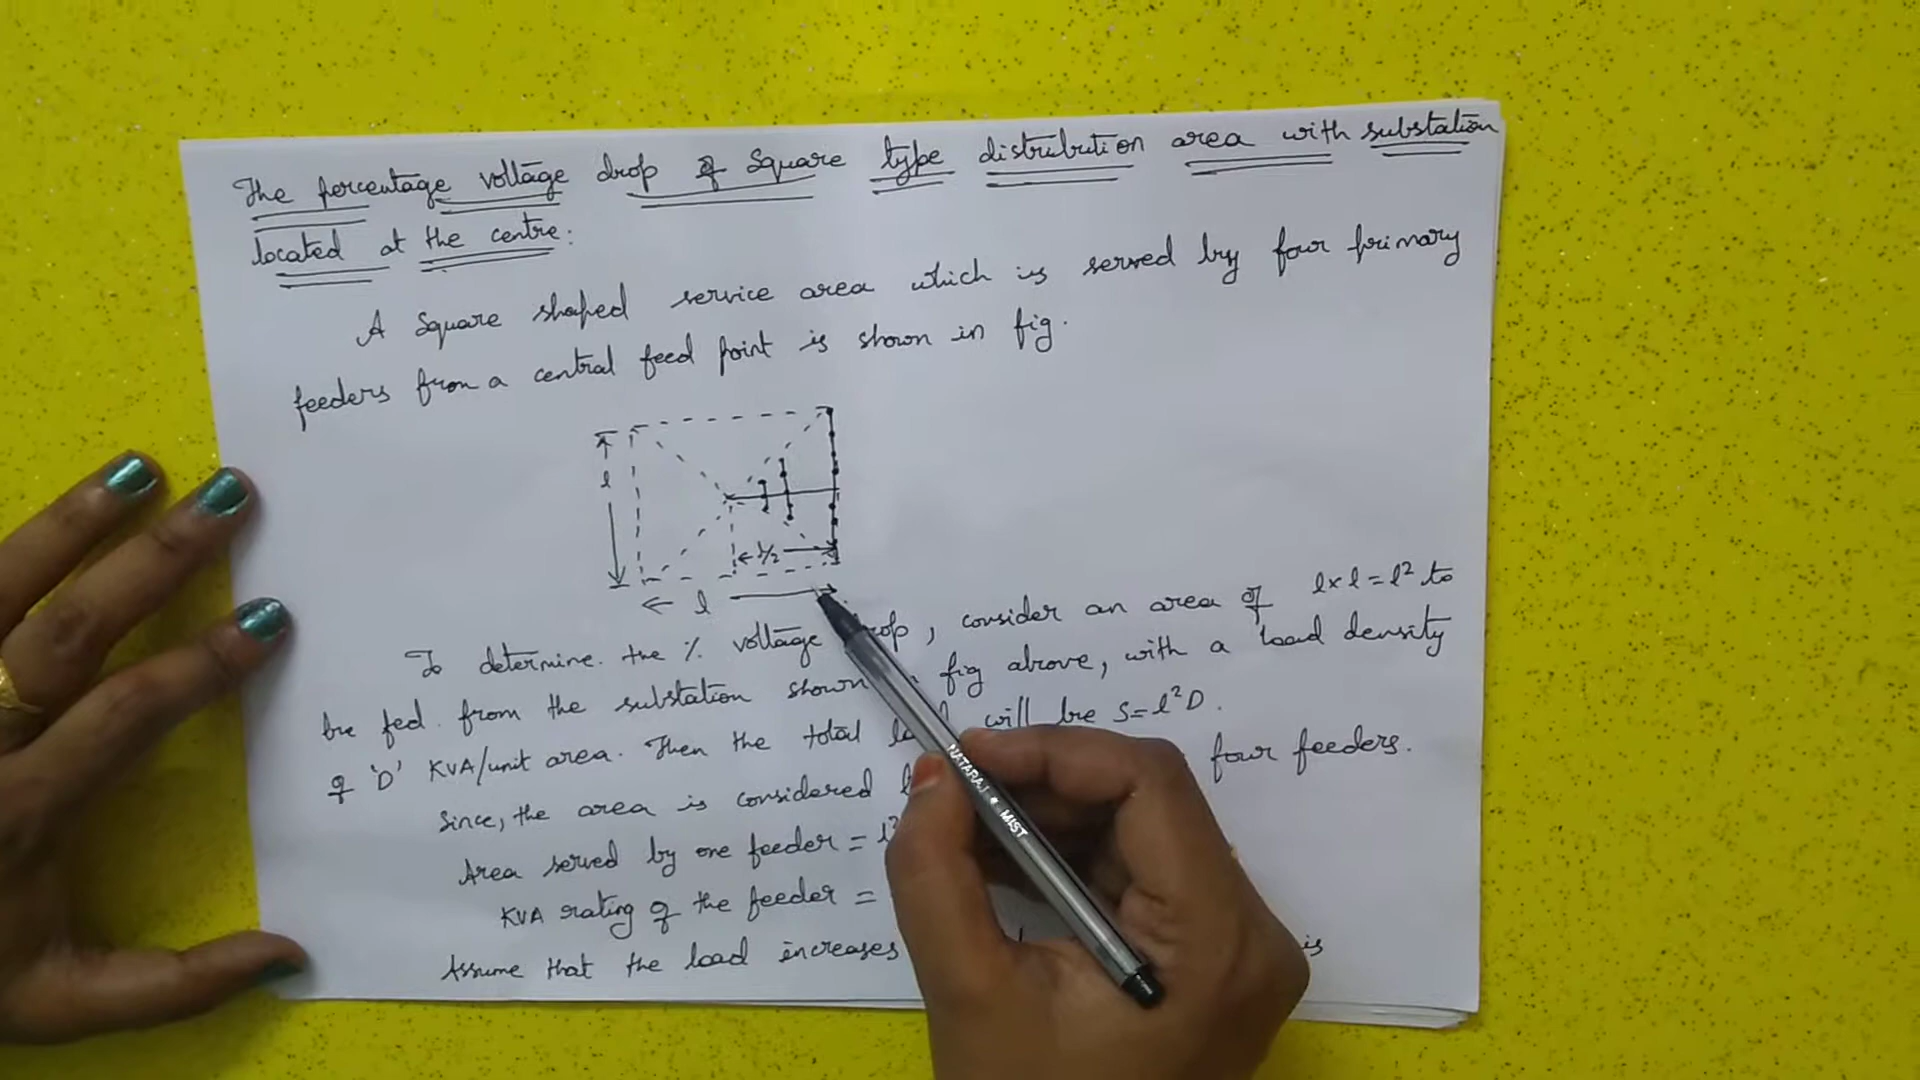 The percentage voltage drop of square type distribution area with substation
located at the centre:
A square shaped service area which is served by four primary
feeders from a central feed point is shown in fig.
l
l/2
l
To determine. the % voltage drop, consider an area of l×l=l² to
be fed. from the substation shown fig above, with a load density
of 'D' KVA/unit area. Then the total will be S=l²D.
Since, the area is considered four feeders.
Area served by one feeder = l²
KVA rating of the feeder =
Assume that the load increases is
NATARAJ MIST